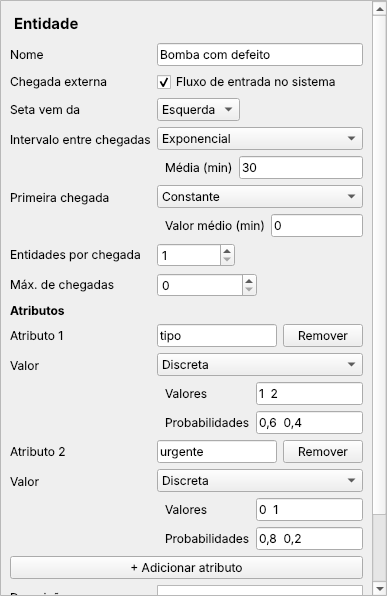 Entidade
Nome Bomba com defeito
Chegada externa Fluxo de entrada no sistema
Seta vem da Esquerda
Intervalo entre chegadas Exponencial
Média (min) 30
Primeira chegada Constante
Valor médio (min) 0
Entidades por chegada 1
Máx. de chegadas 0
Atributos
Atributo 1 tipo Remover
Valor Discreta
Valores 1 2
Probabilidades 0,6 0,4
Atributo 2 urgente Remover
Valor Discreta
Valores 0 1
Probabilidades 0,8 0,2
+ Adicionar atributo